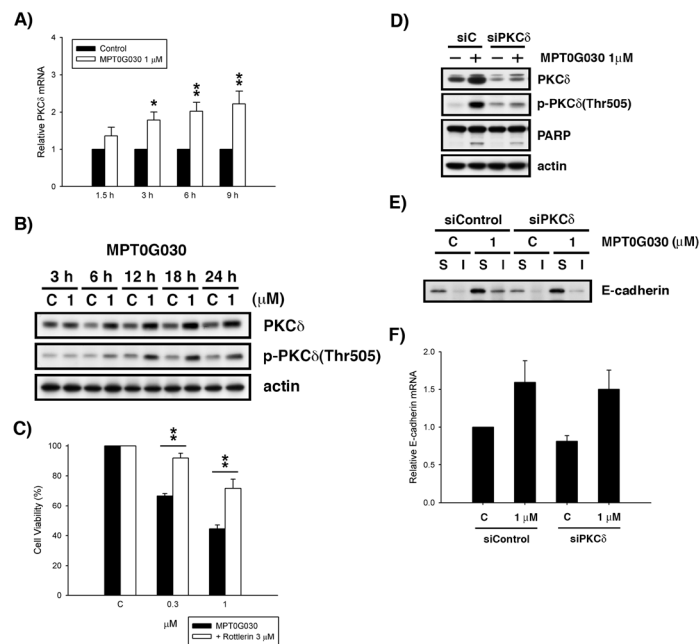 A)
Control
MPT0G030 1 μM
Relative PKCδ mRNA
4
3
2
1
0
*
**
**
1.5 h 3 h 6 h 9 h
B)
MPT0G030
3 h 6 h 12 h 18 h 24 h
C 1 C 1 C 1 C 1 C 1 (μM)
PKCδ
p-PKCδ(Thr505)
actin
C)
Cell Viability (%)
100
80
60
40
20
0
**
**
C 0.3 1
μM
MPT0G030
+ Rottlerin 3 μM
D)
siC siPKCδ
− + − + MPT0G030 1μM
PKCδ
p-PKCδ(Thr505)
PARP
actin
E)
siControl siPKCδ
C 1 C 1 MPT0G030 (μM)
S I S I S I S I
E-cadherin
F)
Relative E-cadherin mRNA
2.0
1.5
1.0
0.5
0.0
C 1 μM C 1 μM
siControl siPKCδ